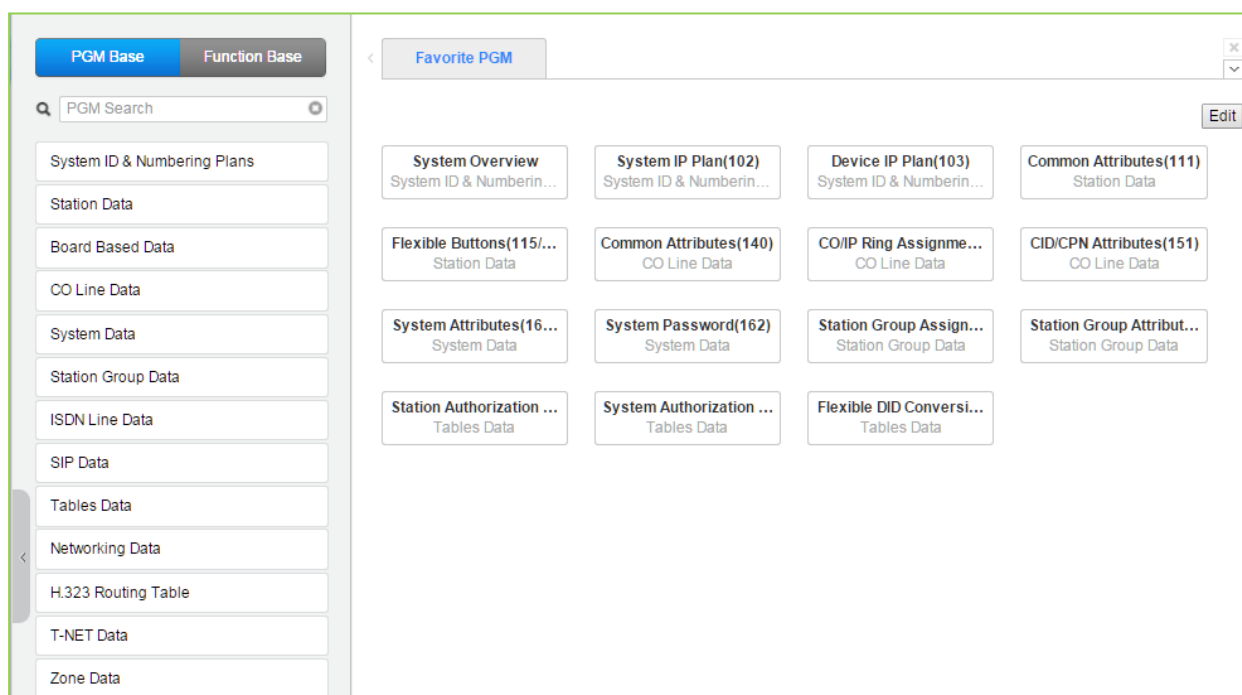 PGM Base
Function Base
PGM Search
System ID & Numbering Plans
Station Data
Board Based Data
CO Line Data
System Data
Station Group Data
ISDN Line Data
SIP Data
Tables Data
Networking Data
H.323 Routing Table
T-NET Data
Zone Data
Favorite PGM
Edit
System Overview
System ID & Numberin...
System IP Plan(102)
System ID & Numberin...
Device IP Plan(103)
System ID & Numberin...
Common Attributes(111)
Station Data
Flexible Buttons(115/...
Station Data
Common Attributes(140)
CO Line Data
CO/IP Ring Assignme...
CO Line Data
CID/CPN Attributes(151)
CO Line Data
System Attributes(16...
System Data
System Password(162)
System Data
Station Group Assign...
Station Group Data
Station Group Attribut...
Station Group Data
Station Authorization ...
Tables Data
System Authorization ...
Tables Data
Flexible DID Conversi...
Tables Data